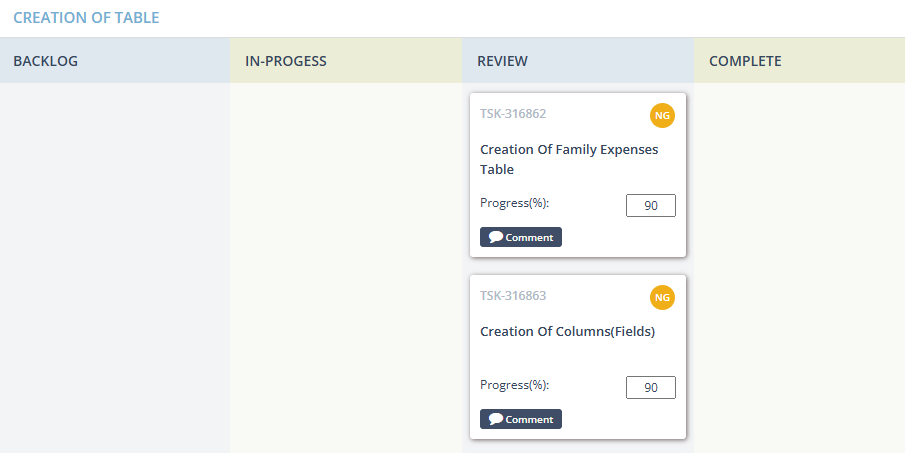 CREATION OF TABLE
BACKLOG
IN-PROGESS
REVIEW
COMPLETE
TSK-316862
NG
Creation Of Family Expenses
Table
Progress(%):
90
Comment
TSK-316863
NG
Creation Of Columns(Fields)
Progress(%):
90
Comment